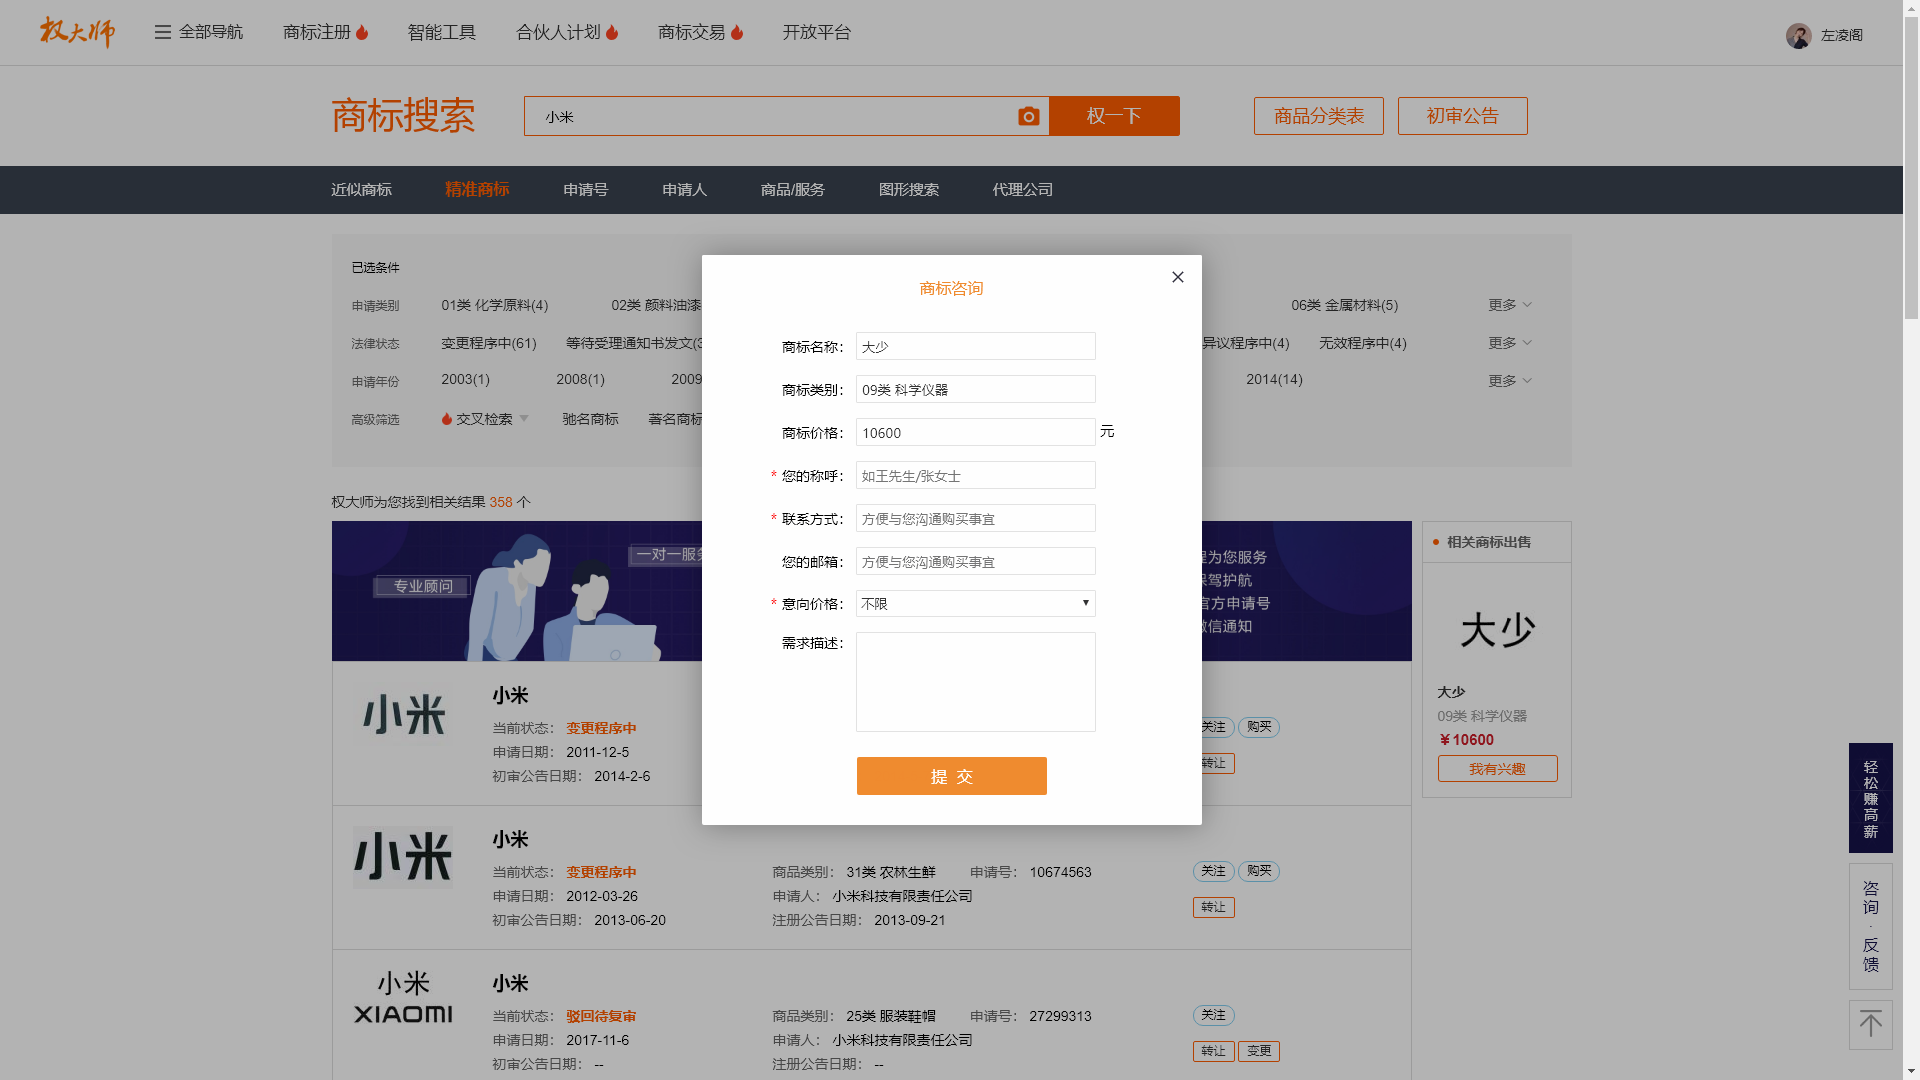 权大师 全部导航 商标注册 智能工具 合伙人计划 商标交易 开放平台 左凌阁
商标搜索 小米 权一下 商品分类表 初审公告
近似商标 精准商标 申请号 申请人 商品/服务 图形搜索 代理公司
已选条件
申请类别 01类 化学原料(4) 02类 颜料油漆 06类 金属材料(5) 更多
法律状态 变更程序中(61) 等待受理通知书发文( 异议程序中(4) 无效程序中(4) 更多
申请年份 2003(1) 2008(1) 2009 2014(14) 更多
高级筛选 交叉检索 驰名商标 著名商标
权大师为您找到相关结果 358 个
专业顾问
一对一服务
程为您服务
保驾护航
官方申请号
微信通知
小米
小米
当前状态： 变更程序中
申请日期： 2011-12-5
初审公告日期： 2014-2-6
关注 购买
转让
小米
小米
当前状态： 变更程序中 商品类别： 31类 农林生鲜 申请号： 10674563
申请日期： 2012-03-26 申请人： 小米科技有限责任公司
初审公告日期： 2013-06-20 注册公告日期： 2013-09-21
关注 购买
转让
小米
XIAOMI
小米
当前状态： 驳回待复审 商品类别： 25类 服装鞋帽 申请号： 27299313
申请日期： 2017-11-6 申请人： 小米科技有限责任公司
初审公告日期： -- 注册公告日期： --
关注
转让 变更
商标咨询
×
商标名称： 大少
商标类别： 09类 科学仪器
商标价格： 10600 元
* 您的称呼： 如王先生/张女士
* 联系方式： 方便与您沟通购买事宜
您的邮箱： 方便与您沟通购买事宜
* 意向价格： 不限
需求描述：
提 交
相关商标出售
大少
大少
09类 科学仪器
¥10600
我有兴趣
轻松赚高薪
咨询·反馈